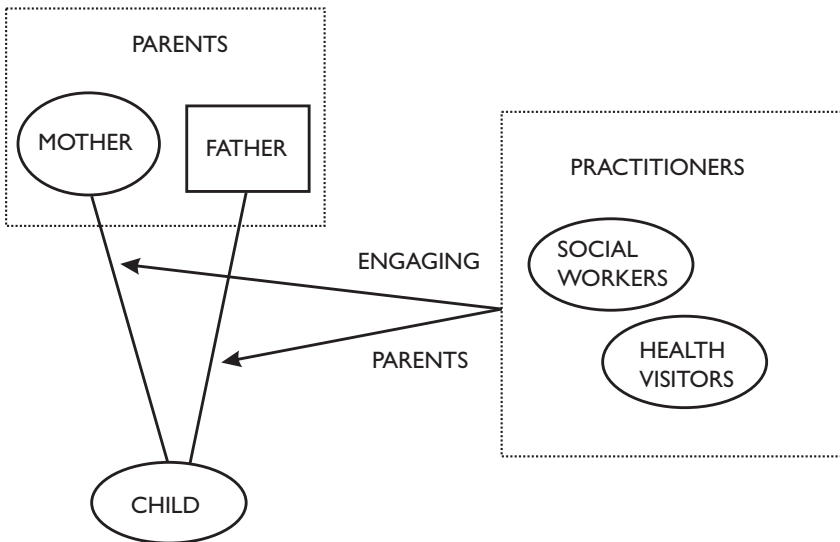 PARENTS
MOTHER
FATHER
PRACTITIONERS
ENGAGING
SOCIAL
WORKERS
PARENTS
HEALTH
VISITORS
CHILD